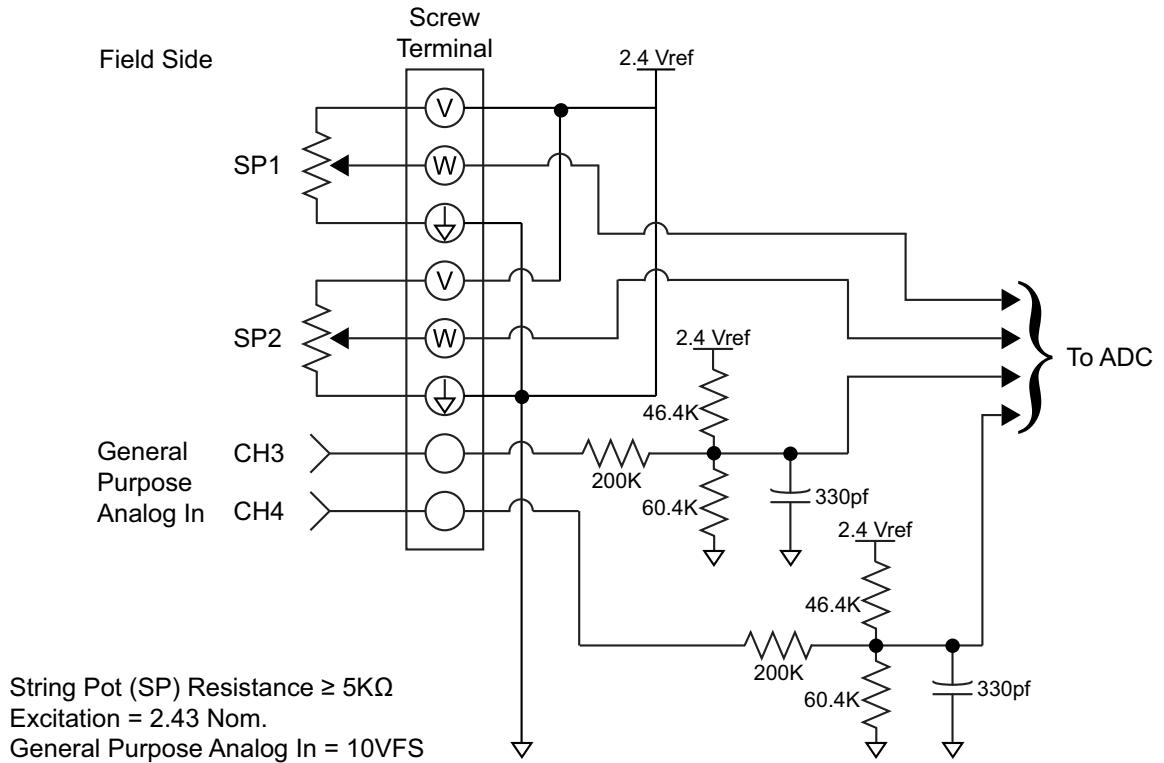 Screw
Terminal
Field Side
2.4 Vref
V
SP1
W
V
SP2
W
2.4 Vref
To ADC
46.4K
General
Purpose
Analog In
CH3
200K
60.4K
330pf
CH4
2.4 Vref
46.4K
200K
60.4K
330pf
String Pot (SP) Resistance ≥ 5KΩ
Excitation = 2.43 Nom.
General Purpose Analog In = 10VFS